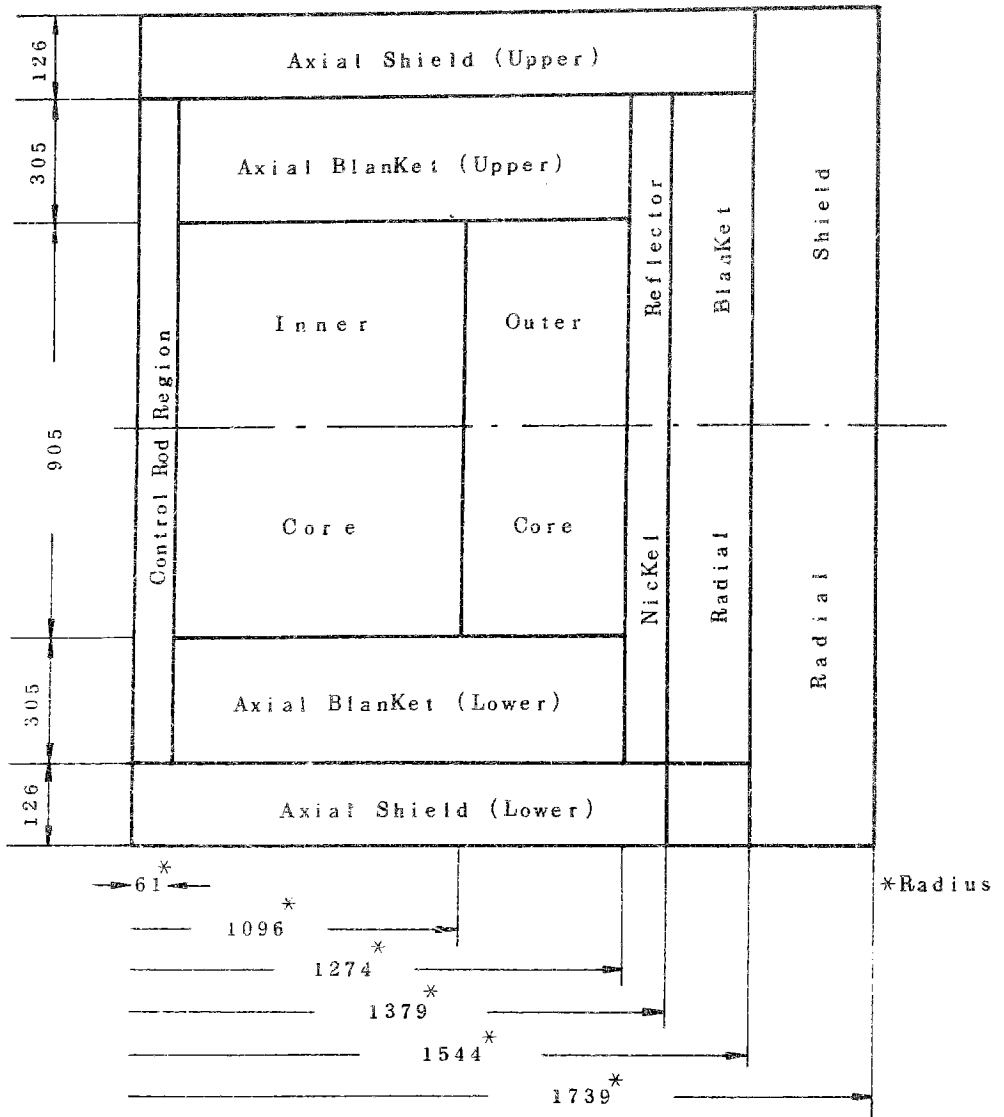 126
Axial Shield (Upper)
305
Axial BlanKet (Upper)
Reflector
BlanKet
Shield
Inner
Outer
905
Control Rod Region
Core
Core
NicKel
Radial
Radial
305
Axial BlanKet (Lower)
126
Axial Shield (Lower)
61*
*Radius
1096*
1274*
1379*
1544*
1739*